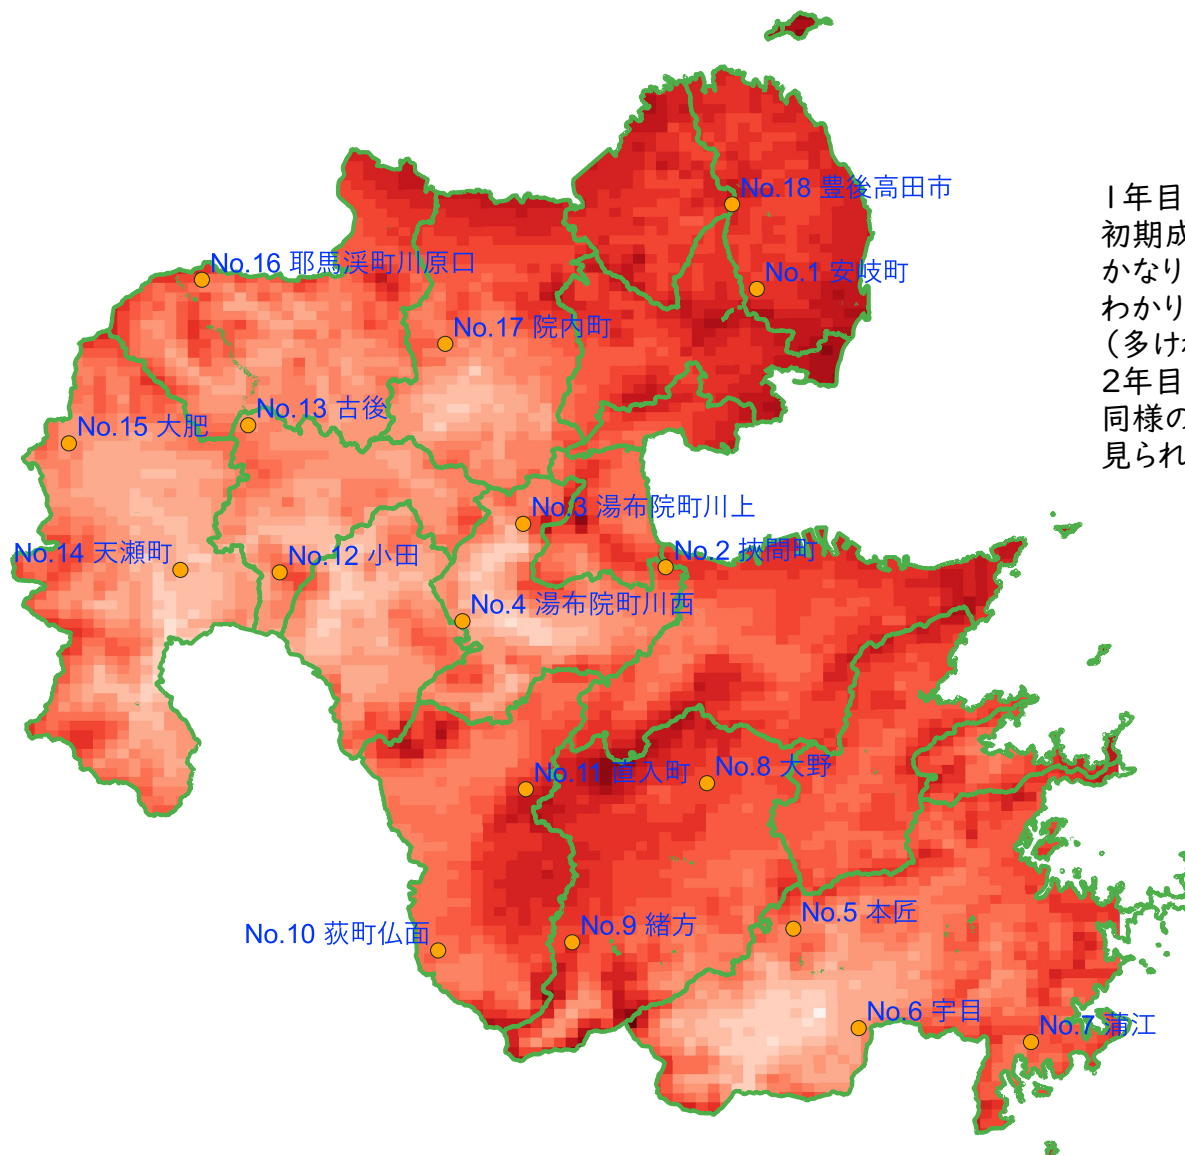 No.18 豊後高田市
1年目
初期成
かなり
わかり
（多けれ
2年目
同様の
見られ
No.16 耶馬渓町川原口
No.1 安岐町
No.17 院内町
No.13 古後
No.15 大肥
No.3 湯布院町川上
No.14 天瀬町
No.12 小田
No.2 挾間町
No.4 湯布院町川西
No.11 直入町
No.8 大野
No.5 本匠
No.10 荻町仏面
No.9 緒方
No.6 宇目
No.7 蒲江